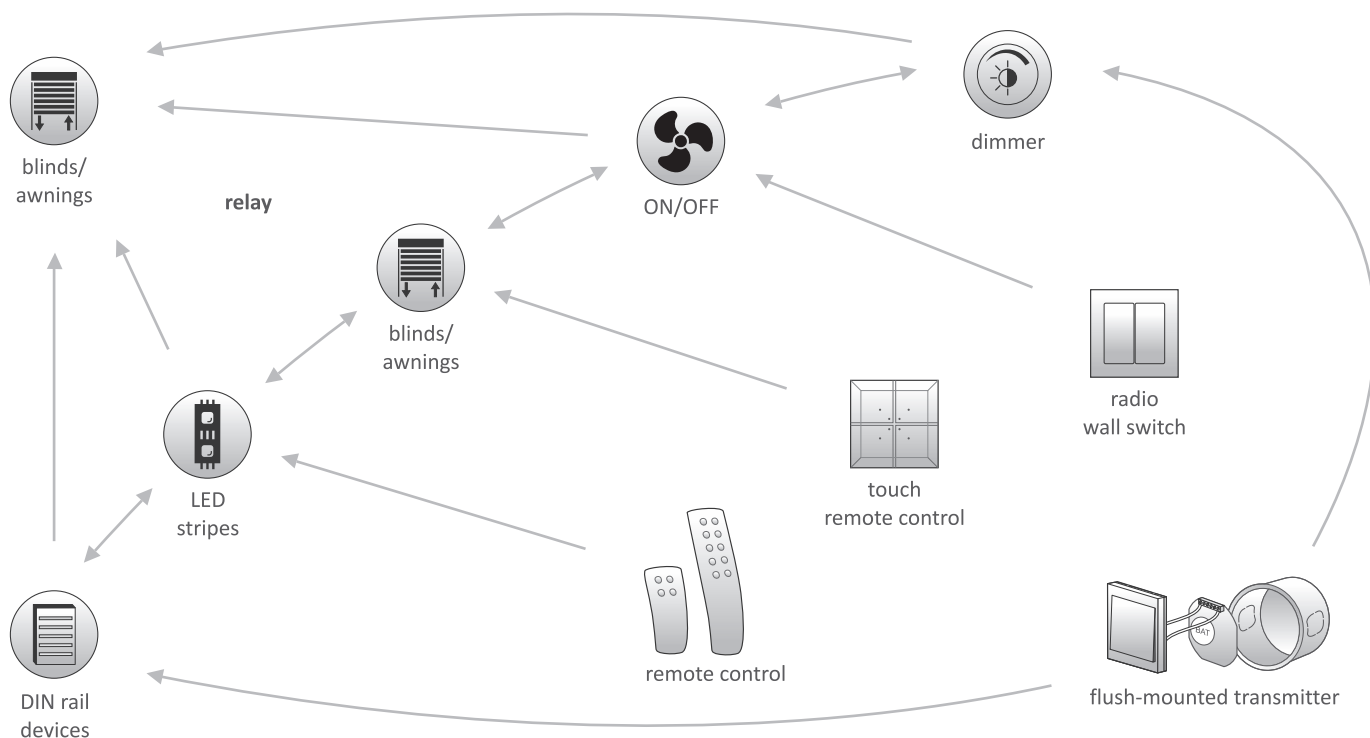 dimmer
blinds/
awnings
relay
ON/OFF
blinds/
awnings
radio
wall switch
LED
stripes
touch
remote control
BAT
remote control
flush-mounted transmitter
DIN rail
devices